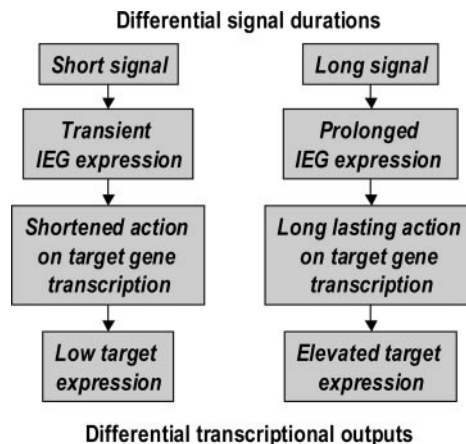 Differential signal durations
Short signal
Long signal
Transient
IEG expression
Prolonged
IEG expression
Shortened action
on target gene
transcription
Long lasting action
on target gene
transcription
Low target
expression
Elevated target
expression
Differential transcriptional outputs